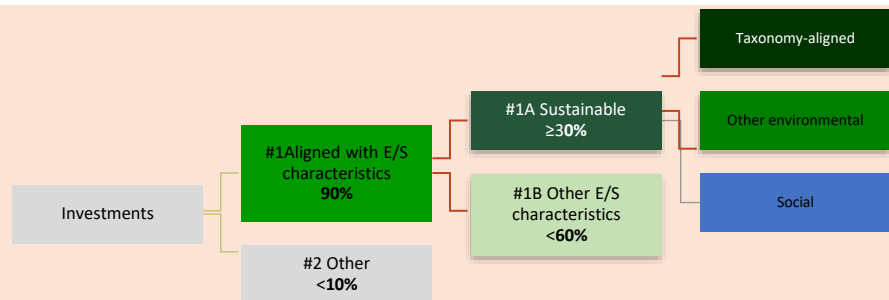 Taxonomy-aligned
#1A Sustainable
≥30%
Other environmental
#1Aligned with E/S
characteristics
90%
#1B Other E/S
characteristics
<60%
Social
Investments
#2 Other
<10%